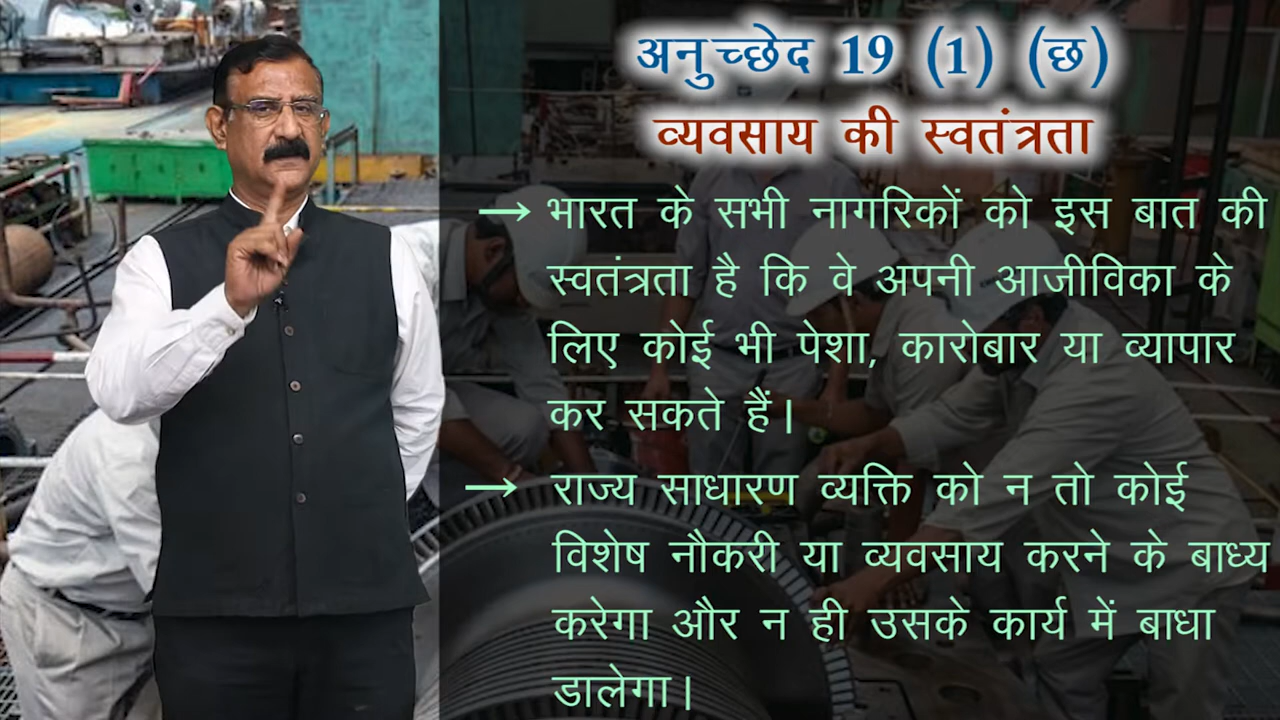 अनुच्छेद 19 (1) (छ)
व्यवसाय की स्वतंत्रता
→ भारत के सभी नागरिकों को इस बात की
स्वतंत्रता है कि वे अपनी आजीविका के
लिए कोई भी पेशा, कारोबार या व्यापार
कर सकते हैं।
→ राज्य साधारण व्यक्ति को न तो कोई
विशेष नौकरी या व्यवसाय करने के बाध्य
करेगा और न ही उसके कार्य में बाधा
डालेगा।